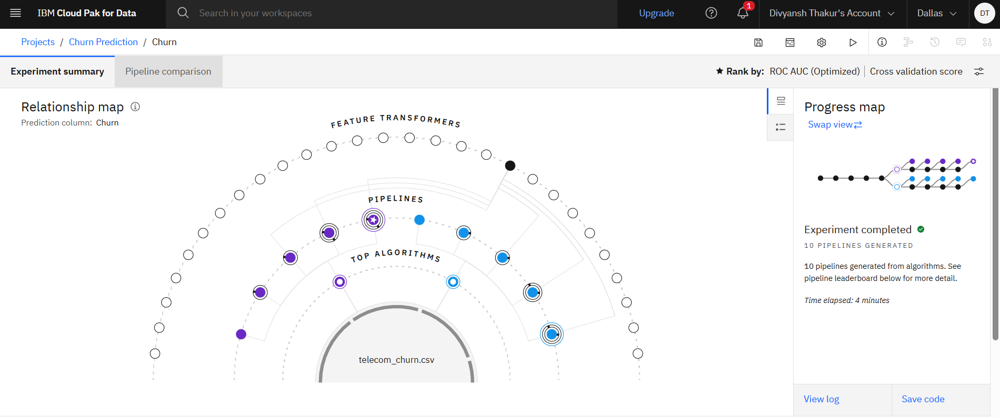 IBM Cloud Pak for Data
Search in your workspaces
Upgrade
1
Divyansh Thakur's Account
Dallas
DT
Projects / Churn Prediction / Churn
Experiment summary
Pipeline comparison
Rank by: ROC AUC (Optimized) | Cross validation score
Relationship map
Prediction column: Churn
FEATURE TRANSFORMERS
PIPELINES
TOP ALGORITHMS
telecom_churn.csv
Progress map
Swap view
Experiment completed
10 PIPELINES GENERATED
10 pipelines generated from algorithms. See
pipeline leaderboard below for more detail.
Time elapsed: 4 minutes
View log
Save code